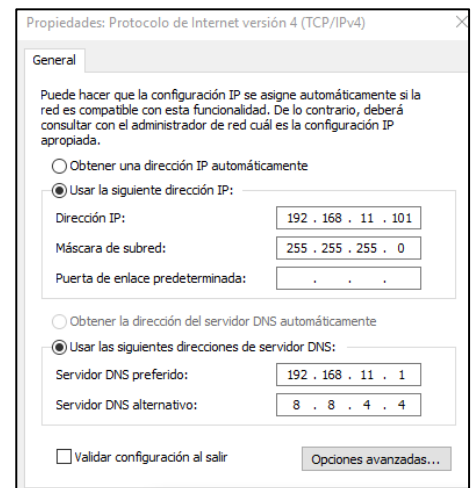 Propiedades: Protocolo de Internet versión 4 (TCP/IPv4)
General
Puede hacer que la configuración IP se asigne automáticamente si la
red es compatible con esta funcionalidad. De lo contrario, deberá
consultar con el administrador de red cuál es la configuración IP
apropiada.
Obtener una dirección IP automáticamente
Usar la siguiente dirección IP:
Dirección IP: 192 . 168 . 11 . 101
Máscara de subred: 255 . 255 . 255 . 0
Puerta de enlace predeterminada: . . .
Obtener la dirección del servidor DNS automáticamente
Usar las siguientes direcciones de servidor DNS:
Servidor DNS preferido: 192 . 168 . 11 . 1
Servidor DNS alternativo: 8 . 8 . 4 . 4
Validar configuración al salir Opciones avanzadas...